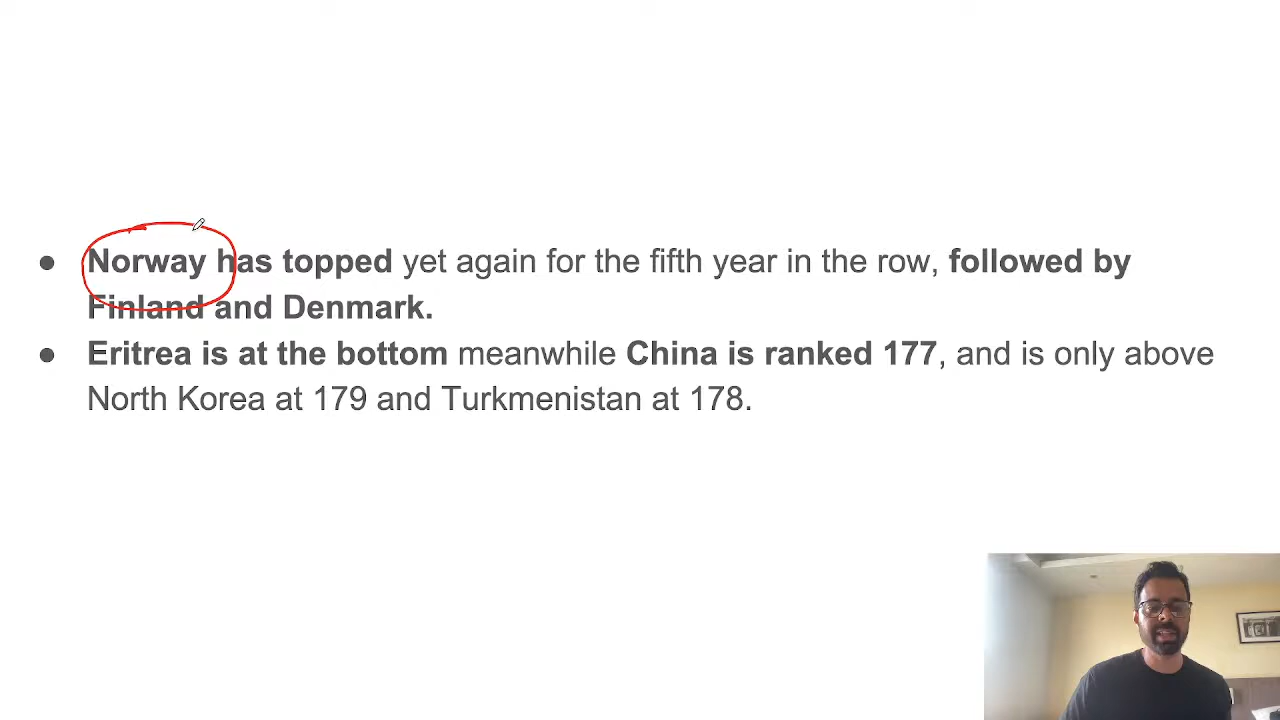 ● Norway has topped yet again for the fifth year in the row, followed by
Finland and Denmark.
● Eritrea is at the bottom meanwhile China is ranked 177, and is only above
North Korea at 179 and Turkmenistan at 178.